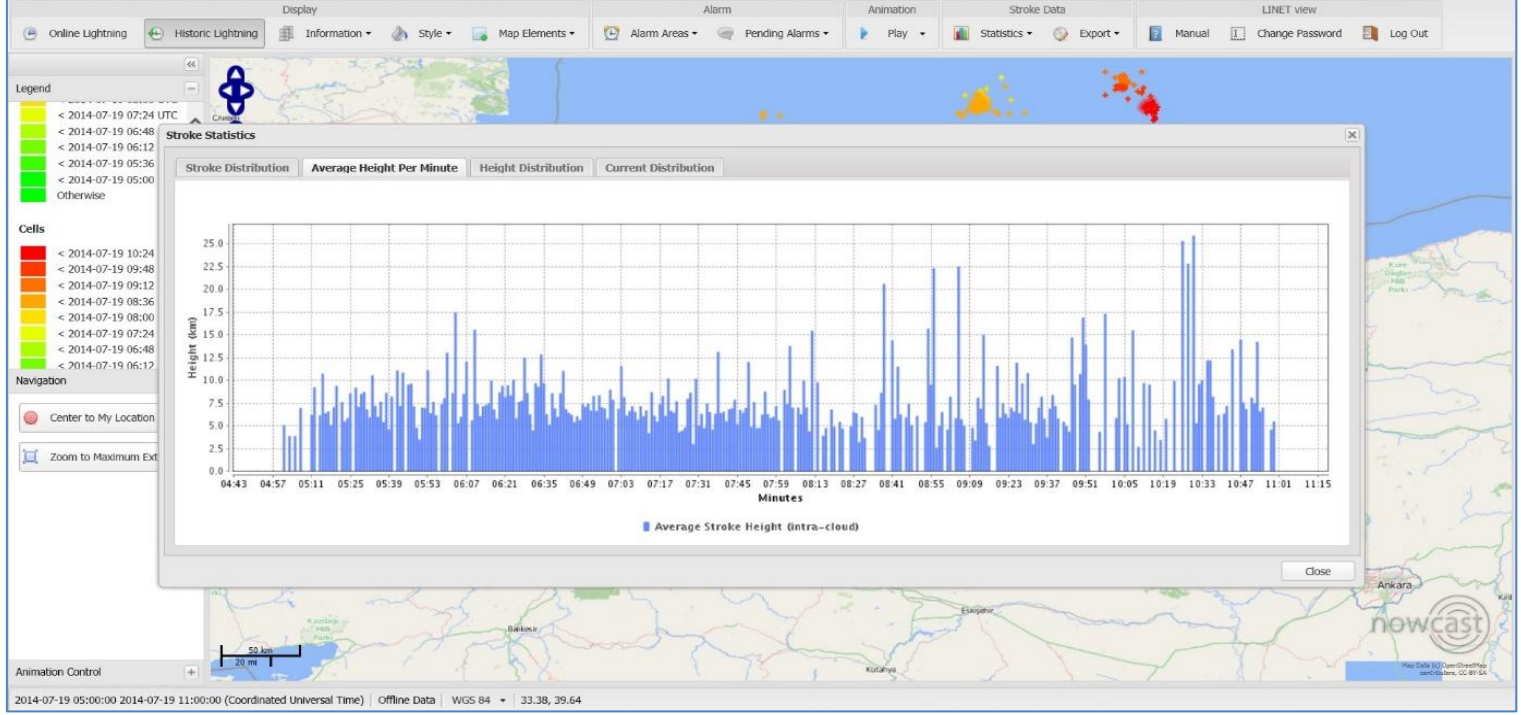 Display Alarm Animation Stroke Data LINET view
Online Lightning Historic Lightning Information Style Map Elements Alarm Areas Pending Alarms Play Statistics Export Manual Change Password Log Out
Legend
< 2014-07-19 07:24 UTC
< 2014-07-19 06:48
< 2014-07-19 06:12
< 2014-07-19 05:36
< 2014-07-19 05:00
Otherwise
Cells
< 2014-07-19 10:24
< 2014-07-19 09:48
< 2014-07-19 09:12
< 2014-07-19 08:36
< 2014-07-19 08:00
< 2014-07-19 07:24
< 2014-07-19 06:48
< 2014-07-19 06:12
Navigation
Center to My Location
Zoom to Maximum Ext
Animation Control
Stroke Statistics
Stroke Distribution Average Height Per Minute Height Distribution Current Distribution
Height (km)
25.0
22.5
20.0
17.5
15.0
12.5
10.0
7.5
5.0
2.5
0.0
04:43 04:57 05:11 05:25 05:39 05:53 06:07 06:21 06:35 06:49 07:03 07:17 07:31 07:45 07:59 08:13 08:27 08:41 08:55 09:09 09:23 09:37 09:51 10:05 10:19 10:33 10:47 11:01 11:15
Minutes
Average Stroke Height (intra-cloud)
Close
Ankara
Eskişehir
Balıkesir
Kütahya
50 km
20 mi
nowcast
Map Data (c) OpenStreetMap
contributors, CC-BY-SA
2014-07-19 05:00:00 2014-07-19 11:00:00 (Coordinated Universal Time) Offline Data WGS 84 33.38, 39.64